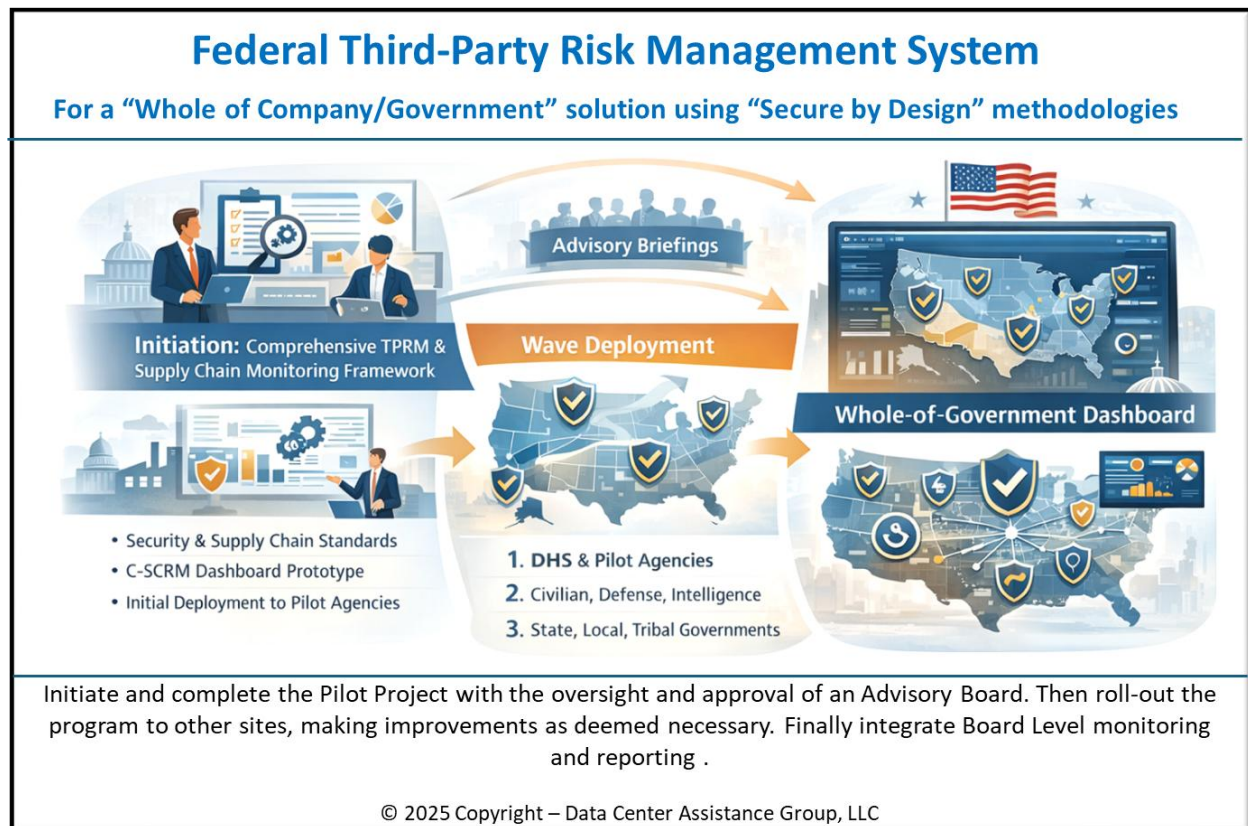 Federal Third-Party Risk Management System
For a “Whole of Company/Government” solution using “Secure by Design” methodologies
Advisory Briefings
Initiation: Comprehensive TPRM &
Supply Chain Monitoring Framework
Wave Deployment
Whole-of-Government Dashboard
• Security & Supply Chain Standards
• C-SCRM Dashboard Prototype
• Initial Deployment to Pilot Agencies
1. DHS & Pilot Agencies
2. Civilian, Defense, Intelligence
3. State, Local, Tribal Governments
Initiate and complete the Pilot Project with the oversight and approval of an Advisory Board. Then roll-out the
program to other sites, making improvements as deemed necessary. Finally integrate Board Level monitoring
and reporting .
© 2025 Copyright – Data Center Assistance Group, LLC